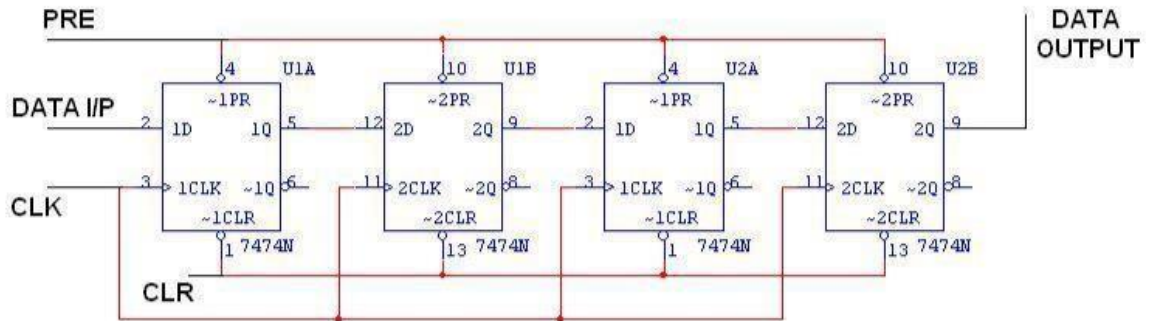 PRE
DATA
OUTPUT
4 U1A
10 U1B
4 U2A
10 U2B
~1PR
~2PR
~1PR
~2PR
DATA I/P
2 1D 1Q 5
12 2D 2Q 9
2 1D 1Q 5
12 2D 2Q 9
CLK
3 1CLK ~1Q 6
11 2CLK ~2Q 8
3 1CLK ~1Q 6
11 2CLK ~2Q 8
~1CLR
~2CLR
~1CLR
~2CLR
1 7474N
13 7474N
1 7474N
13 7474N
CLR